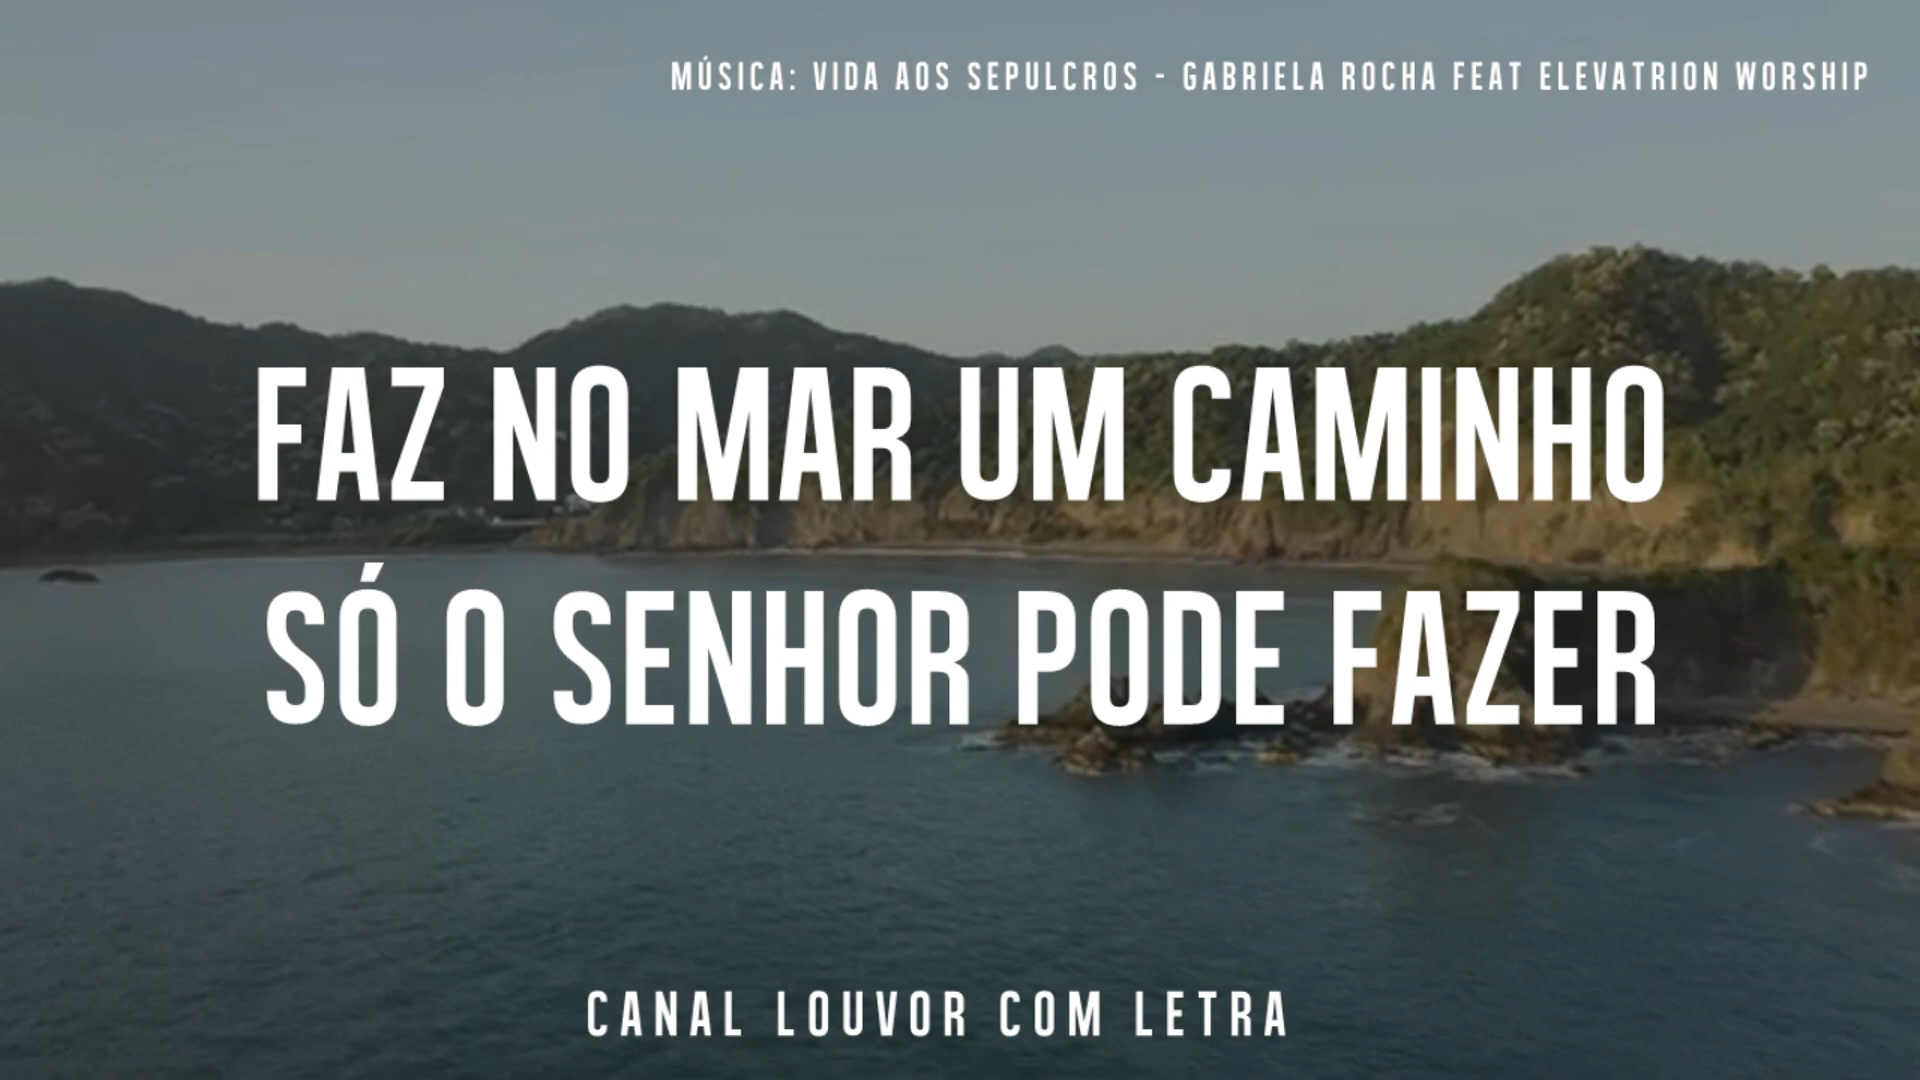 MÚSICA: VIDA AOS SEPULCROS - GABRIELA ROCHA FEAT ELEVATRION WORSHIP
FAZ NO MAR UM CAMINHO
SÓ O SENHOR PODE FAZER
CANAL LOUVOR COM LETRA